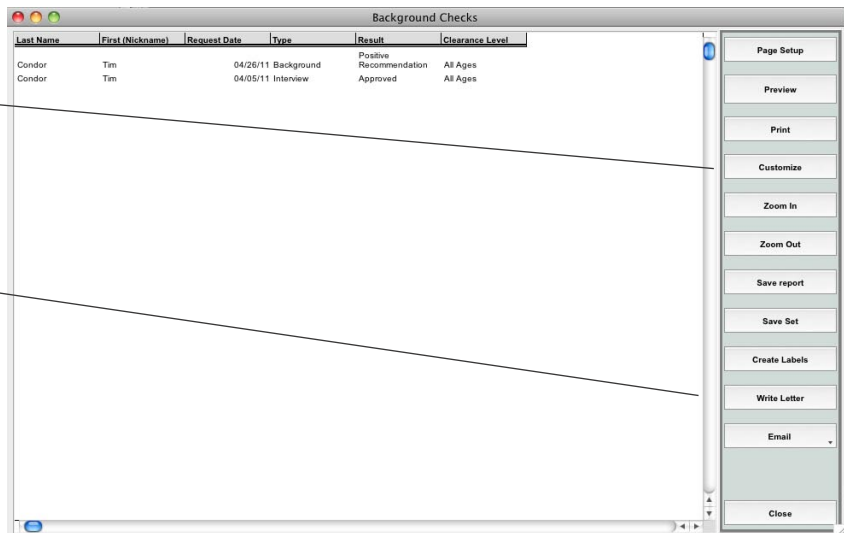 Background Checks
Last Name First (Nickname) Request Date Type Result Clearance Level
Condor Tim 04/26/11 Background Positive Recommendation All Ages
Condor Tim 04/05/11 Interview Approved All Ages
Page Setup
Preview
Print
Customize
Zoom In
Zoom Out
Save report
Save Set
Create Labels
Write Letter
Email
Close